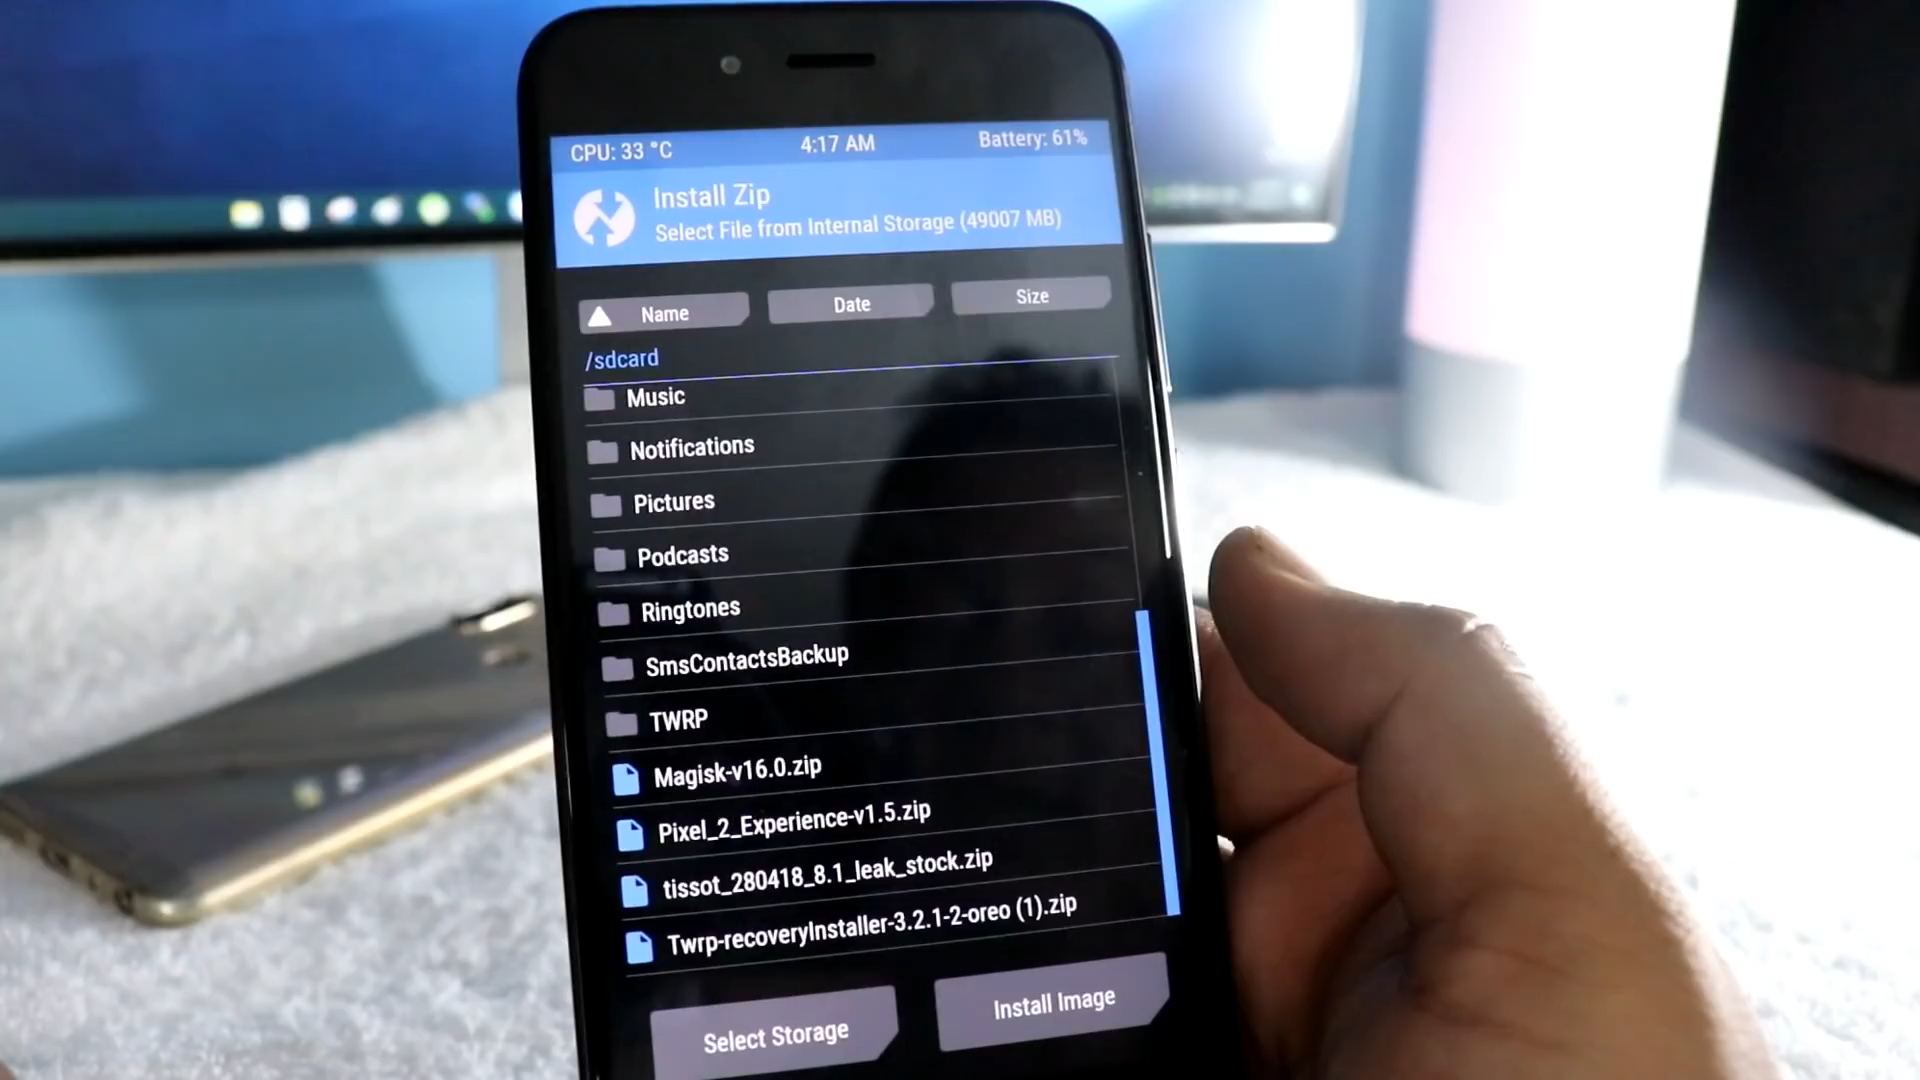 CPU: 33 °C 4:17 AM Battery: 61%
Install Zip
Select File from Internal Storage (49007 MB)
Name Date Size
/sdcard
Music
Notifications
Pictures
Podcasts
Ringtones
SmsContactsBackup
TWRP
Magisk-v16.0.zip
Pixel_2_Experience-v1.5.zip
tissot_280418_8.1_leak_stock.zip
Twrp-recoveryInstaller-3.2.1-2-oreo (1).zip
Select Storage Install Image